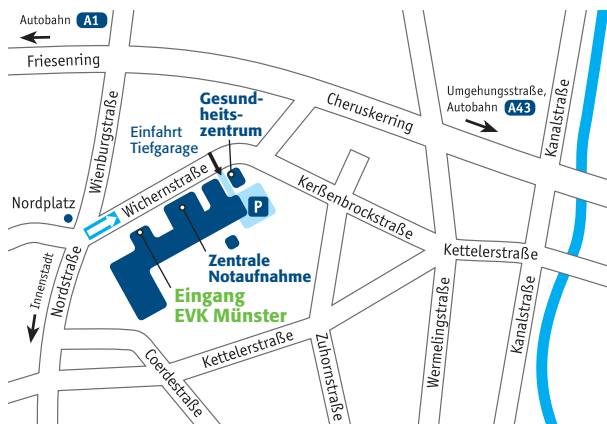 Autobahn A1
Friesenring
Wienburgstraße
Gesund-
heits-
zentrum
Einfahrt
Tiefgarage
Cheruskerring
Umgehungsstraße,
Autobahn A43
Kanalstraße
Nordplatz
Wichernstraße
P
Kerßenbrockstraße
Kettelerstraße
Zentrale
Notaufnahme
Innenstadt
Nordstraße
Eingang
EVK Münster
Coerdestraße
Kettelerstraße
Zuhornstraße
Wermelingstraße
Kanalstraße